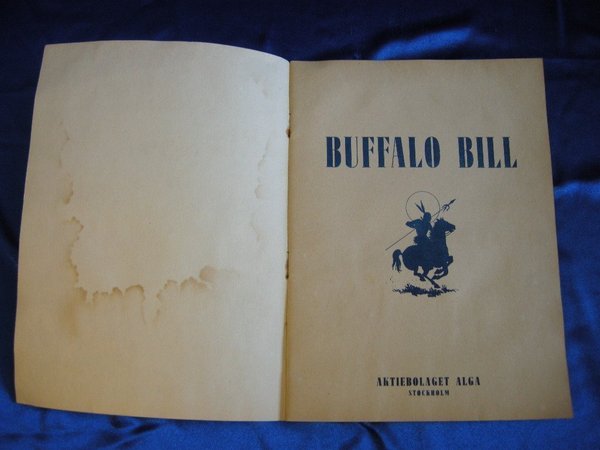 BUFFALO BILL
AKTIEBOLAGET ALGA
STOCKHOLM